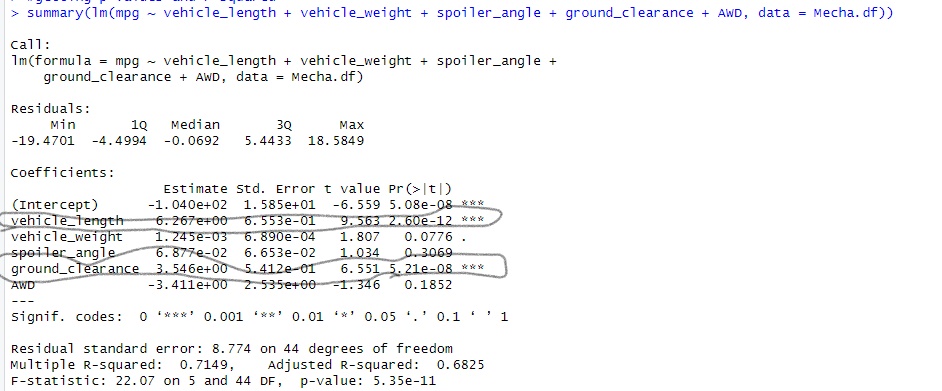 > summary(lm(mpg ~ vehicle_length + vehicle_weight + spoiler_angle + ground_clearance + AWD, data = Mecha.df))
Call:
lm(formula = mpg ~ vehicle_length + vehicle_weight + spoiler_angle +
ground_clearance + AWD, data = Mecha.df)
Residuals:
Min 1Q Median 3Q Max
-19.4701 -4.4994 -0.0692 5.4433 18.5849
Coefficients:
Estimate Std. Error t value Pr(>|t|)
(Intercept) -1.040e+02 1.585e+01 -6.559 5.08e-08 ***
vehicle_length 6.267e+00 6.553e-01 9.563 2.60e-12 ***
vehicle_weight 1.245e-03 6.890e-04 1.807 0.0776 .
spoiler_angle 6.877e-02 6.653e-02 1.034 0.3069
ground_clearance 3.546e+00 5.412e-01 6.551 5.21e-08 ***
AWD -3.411e+00 2.535e+00 -1.346 0.1852
---
Signif. codes: 0 ‘***’ 0.001 ‘**’ 0.01 ‘*’ 0.05 ‘.’ 0.1 ‘ ’ 1
Residual standard error: 8.774 on 44 degrees of freedom
Multiple R-squared: 0.7149, Adjusted R-squared: 0.6825
F-statistic: 22.07 on 5 and 44 DF, p-value: 5.35e-11